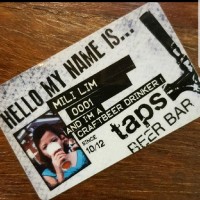 HELLO MY NAME IS...
MILI LIM
0001
AND I'M A
CRAFTBEER DRINKER!
SINCE
10/12
taps
BEER BAR